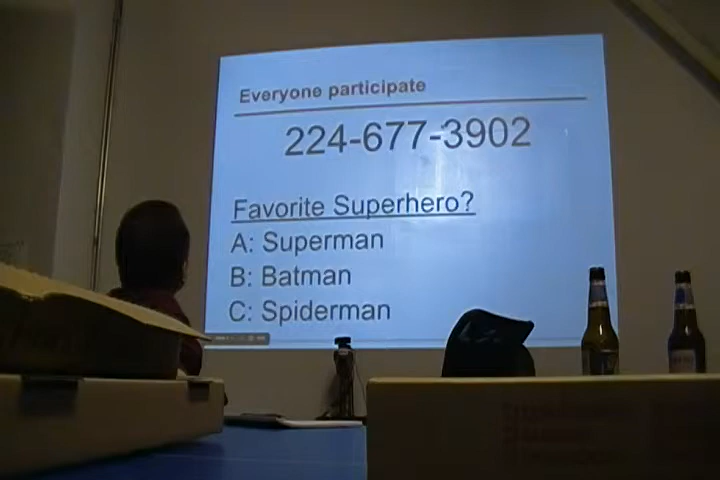 Everyone participate
224-677-3902
Favorite Superhero?
A: Superman
B: Batman
C: Spiderman